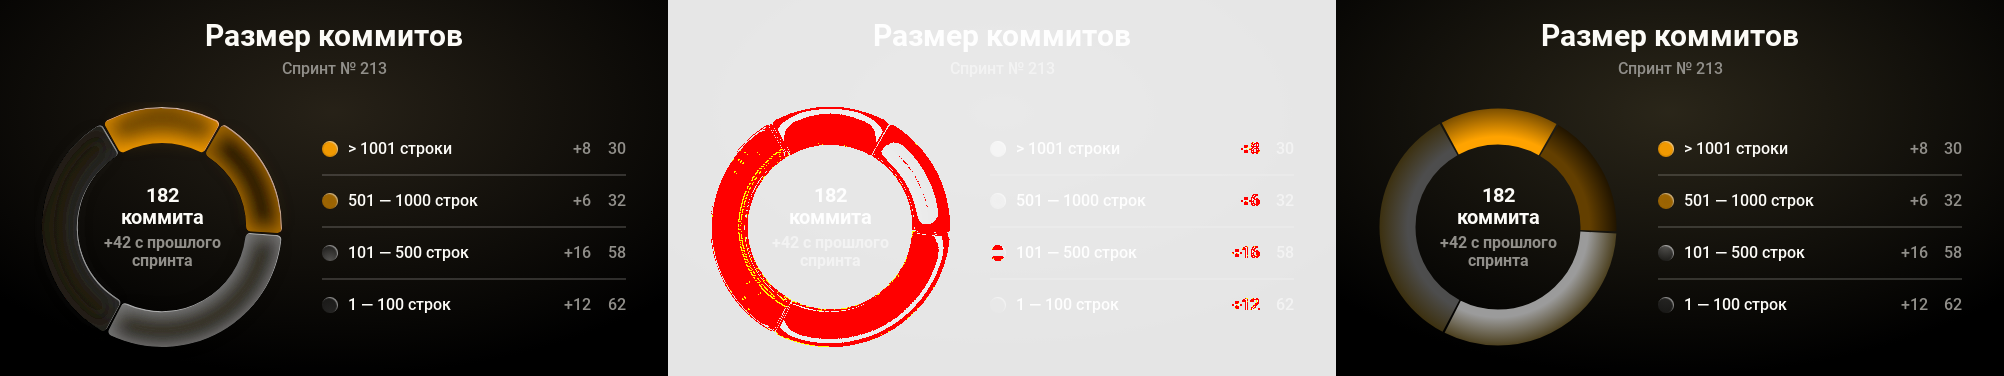 Размер коммитов
Спринт № 213
182
коммита
+42 с прошлого
спринта
> 1001 строки +8 30
501 — 1000 строк +6 32
101 — 500 строк +16 58
1 — 100 строк +12 62
Размер коммитов
Спринт № 213
182
коммита
+42 с прошлого
спринта
> 1001 строки +8 30
501 — 1000 строк +6 32
101 — 500 строк +16 58
1 — 100 строк +12 62
Размер коммитов
Спринт № 213
182
коммита
+42 с прошлого
спринта
> 1001 строки +8 30
501 — 1000 строк +6 32
101 — 500 строк +16 58
1 — 100 строк +12 62